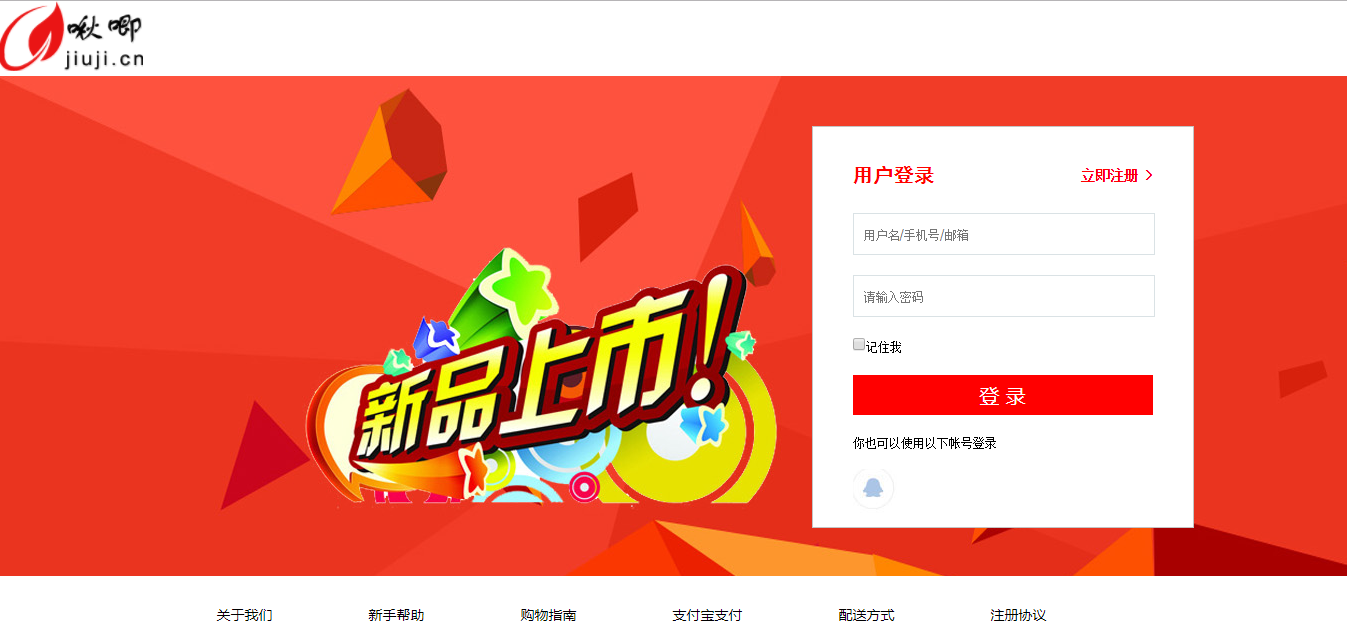 啾唧
jiuji.cn
用户登录
立即注册 >
用户名/手机号/邮箱
请输入密码
记住我
登 录
你也可以使用以下帐号登录
新品上市!
关于我们 新手帮助 购物指南 支付宝支付 配送方式 注册协议